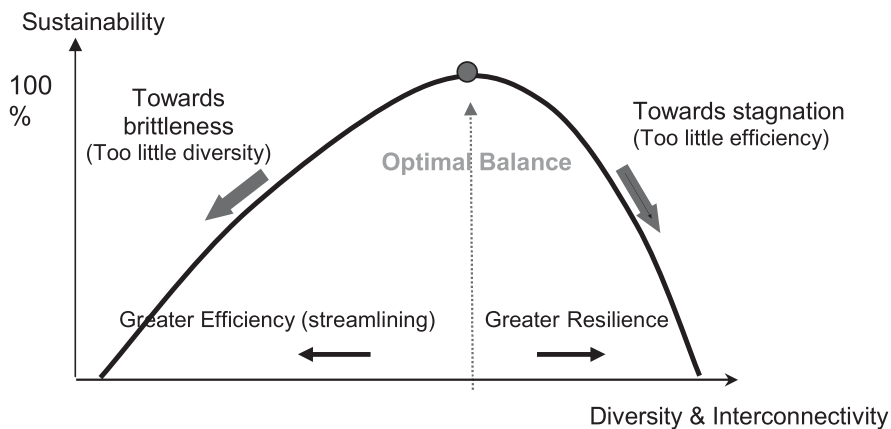 Sustainability
100
%
Towards
brittleness
(Too little diversity)
Towards stagnation
(Too little efficiency)
Optimal Balance
Greater Efficiency (streamlining)
Greater Resilience
Diversity & Interconnectivity